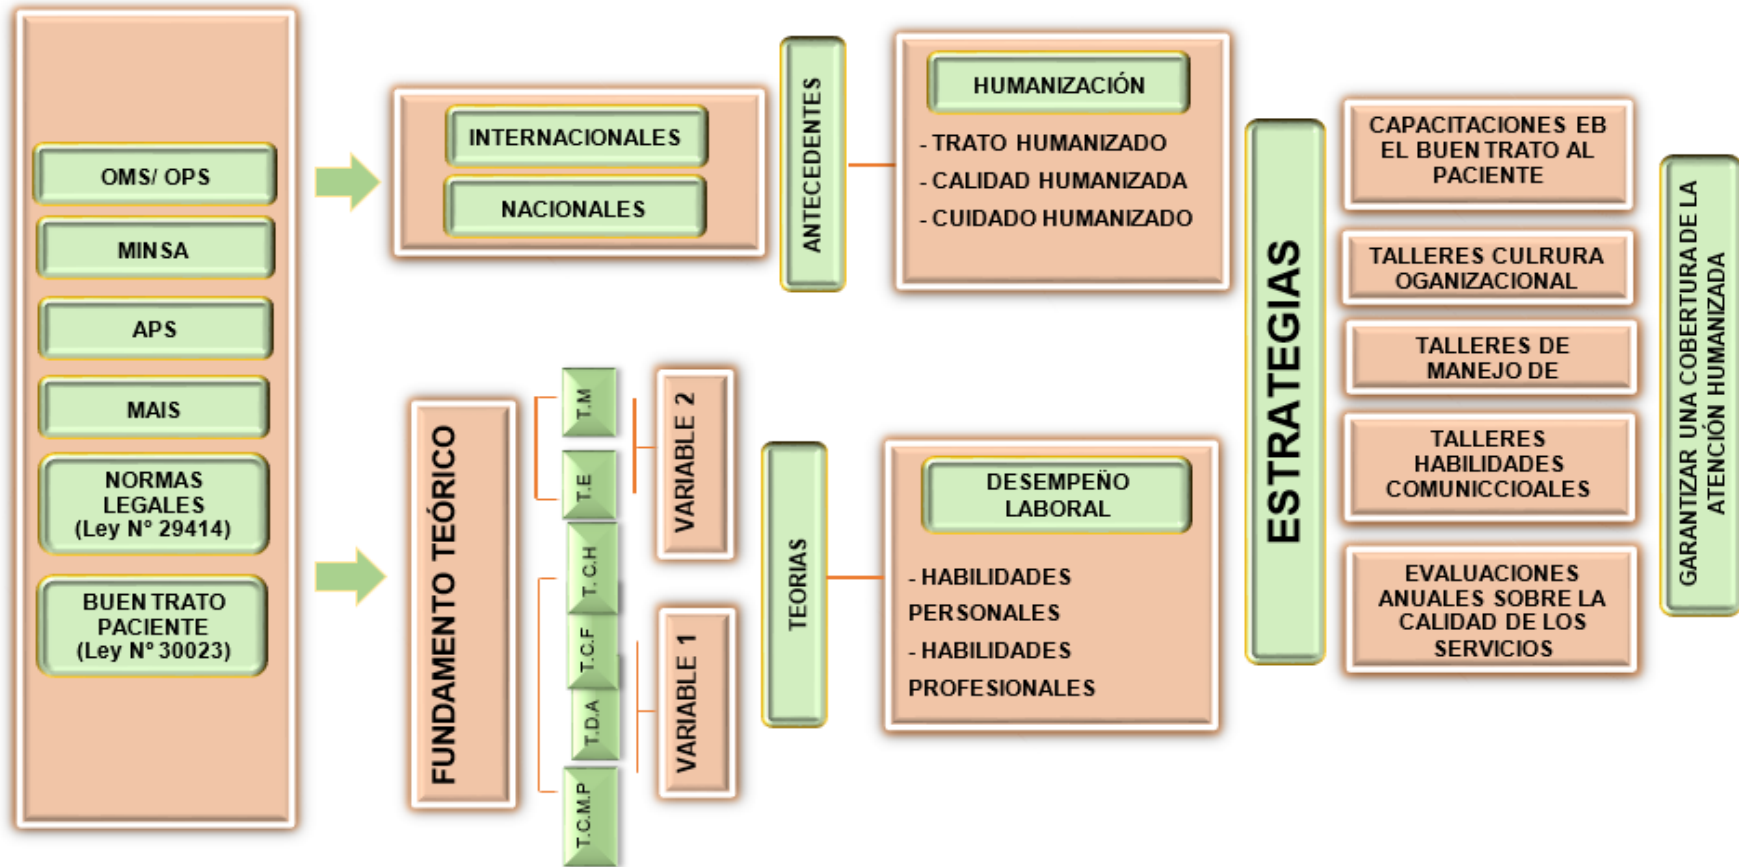 OMS/ OPS
MINSA
APS
MAIS
NORMAS
LEGALES
(Ley Nº 29414)
BUEN TRATO
PACIENTE
(Ley Nº 30023)
INTERNACIONALES
NACIONALES
ANTECEDENTES
HUMANIZACIÓN
- TRATO HUMANIZADO
- CALIDAD HUMANIZADA
- CUIDADO HUMANIZADO
FUNDAMENTO TEÓRICO
T.M
T.E
T. C.H
T.C.F
T.D.A
T.C.M.P
VARIABLE 2
VARIABLE 1
TEORIAS
DESEMPEÑO
LABORAL
- HABILIDADES
PERSONALES
- HABILIDADES
PROFESIONALES
ESTRATEGIAS
CAPACITACIONES EB
EL BUEN TRATO AL
PACIENTE
TALLERES CULRURA
OGANIZACIONAL
TALLERES DE
MANEJO DE
TALLERES
HABILIDADES
COMUNICCIOALES
EVALUACIONES
ANUALES SOBRE LA
CALIDAD DE LOS
SERVICIOS
GARANTIZAR UNA COBERTURA DE LA
ATENCIÓN HUMANIZADA